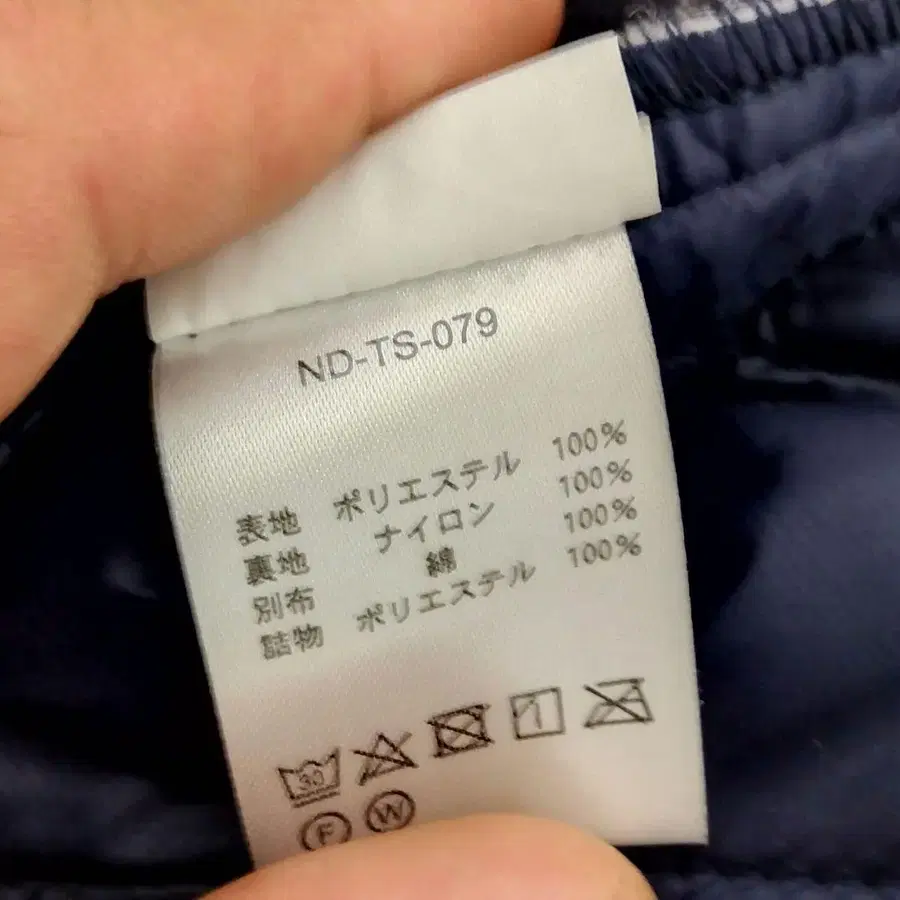 ND-TS-079
表地 ポリエステル 100%
裏地 ナイロン 100%
別布 綿 100%
詰物 ポリエステル 100%
30
F W